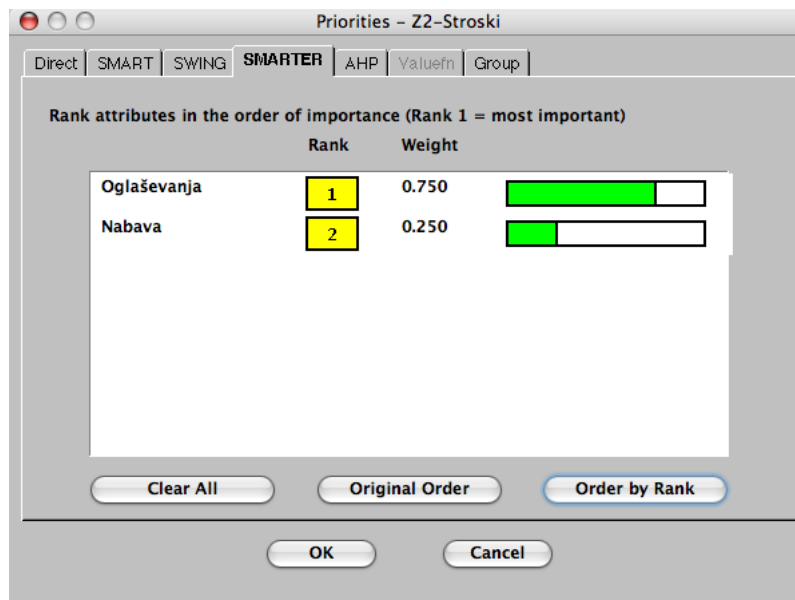 Priorities – Z2–Stroski
Direct SMART SWING SMARTER AHP Valuefn Group
Rank attributes in the order of importance (Rank 1 = most important)
Rank Weight
Oglaševanja 1 0.750
Nabava 2 0.250
Clear All Original Order Order by Rank
OK Cancel